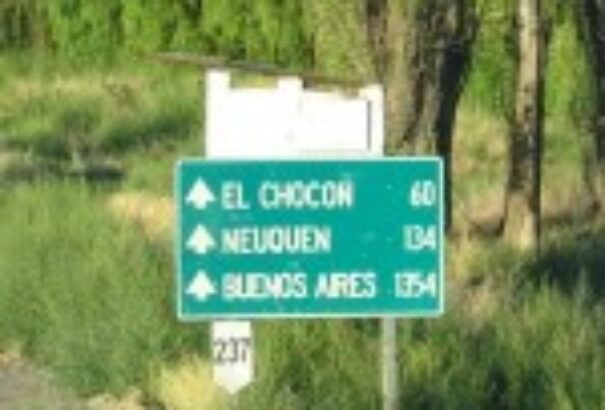 EL CHOCON 60
NEUQUEN 134
BUENOS AIRES 1354
237